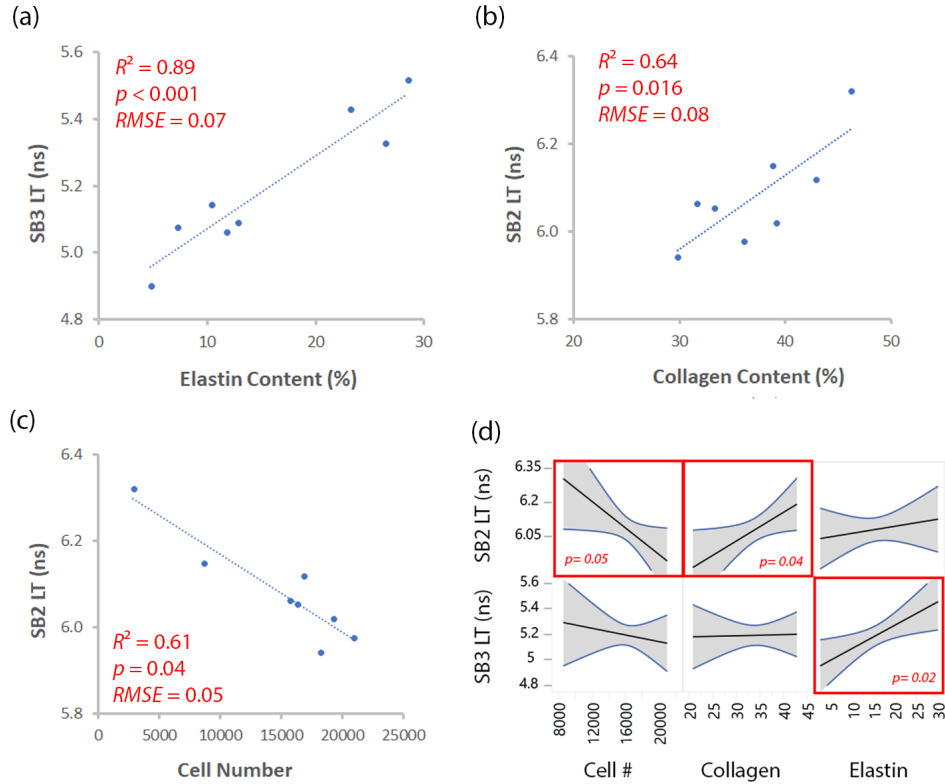 (a)
R² = 0.89
p < 0.001
RMSE = 0.07
SB3 LT (ns)
5.6
5.4
5.2
5.0
4.8
0 10 20 30
Elastin Content (%)
(b)
R² = 0.64
p = 0.016
RMSE = 0.08
SB2 LT (ns)
6.4
6.2
6.0
5.8
20 30 40 50
Collagen Content (%)
(c)
SB2 LT (ns)
6.4
6.2
6.0
5.8
R² = 0.61
p = 0.04
RMSE = 0.05
0 5000 10000 15000 20000 25000
Cell Number
(d)
SB2 LT (ns)
6.35
6.2
6.05
p= 0.05
p= 0.04
SB3 LT (ns)
5.6
5.4
5.2
5
4.8
p= 0.02
8000 12000 16000 20000
20 25 30 35 40 45
5 10 15 20 25 30
Cell # Collagen Elastin